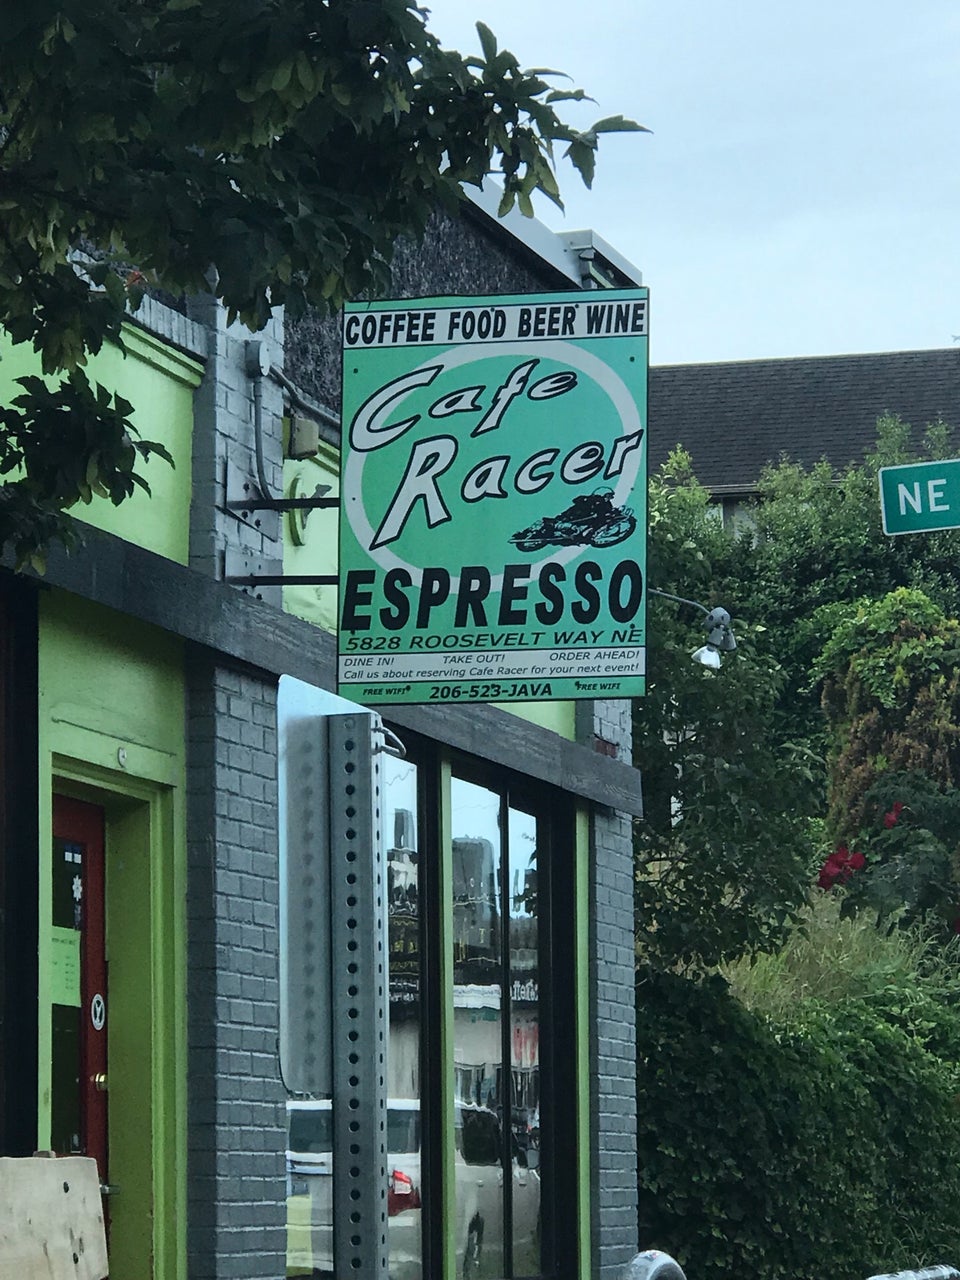 COFFEE FOOD BEER WINE
Cafe
Racer
ESPRESSO
5828 ROOSEVELT WAY NE
DINE IN! TAKE OUT! ORDER AHEAD!
Call us about reserving Cafe Racer for your next event!
FREE WIFI 206-523-JAVA FREE WIFI
NE